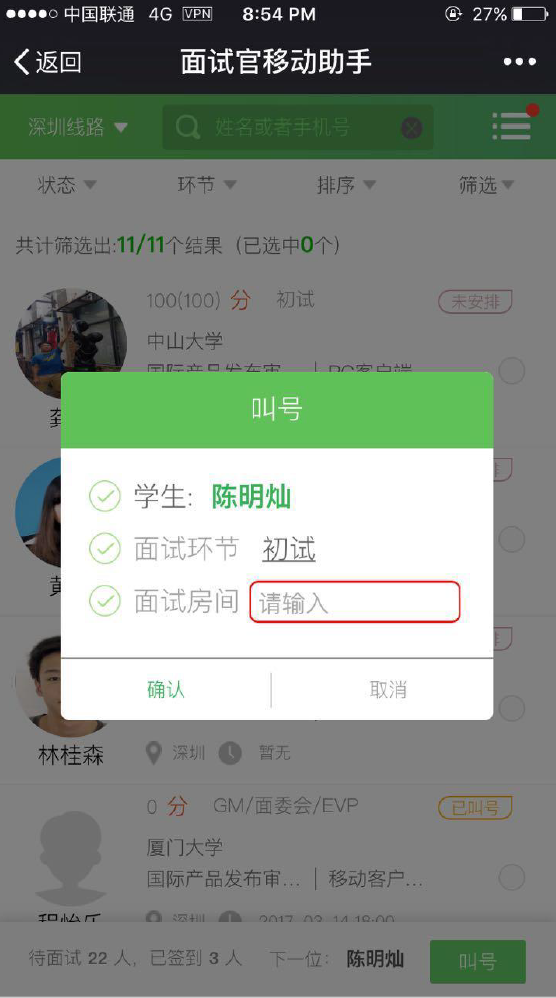 中国联通 4G VPN 8:54 PM 27%
返回 面试官移动助手
深圳线路 姓名或者手机号
状态 环节 排序 筛选
共计筛选出:11/11个结果（已选中0个）
100(100) 分 初试 未安排
中山大学
国际产品发布审... | PC客户端
龚
叫号
学生: 陈明灿
排
面试环节 初试
黄
面试房间 请输入
排
确认 取消
林桂森 深圳 暂无
0 分 GM/面委会/EVP 已叫号
厦门大学
国际产品发布审... | 移动客户...
程怡乐 深圳 2017-03-14 18:00
待面试 22 人，已签到 3 人 下一位: 陈明灿 叫号